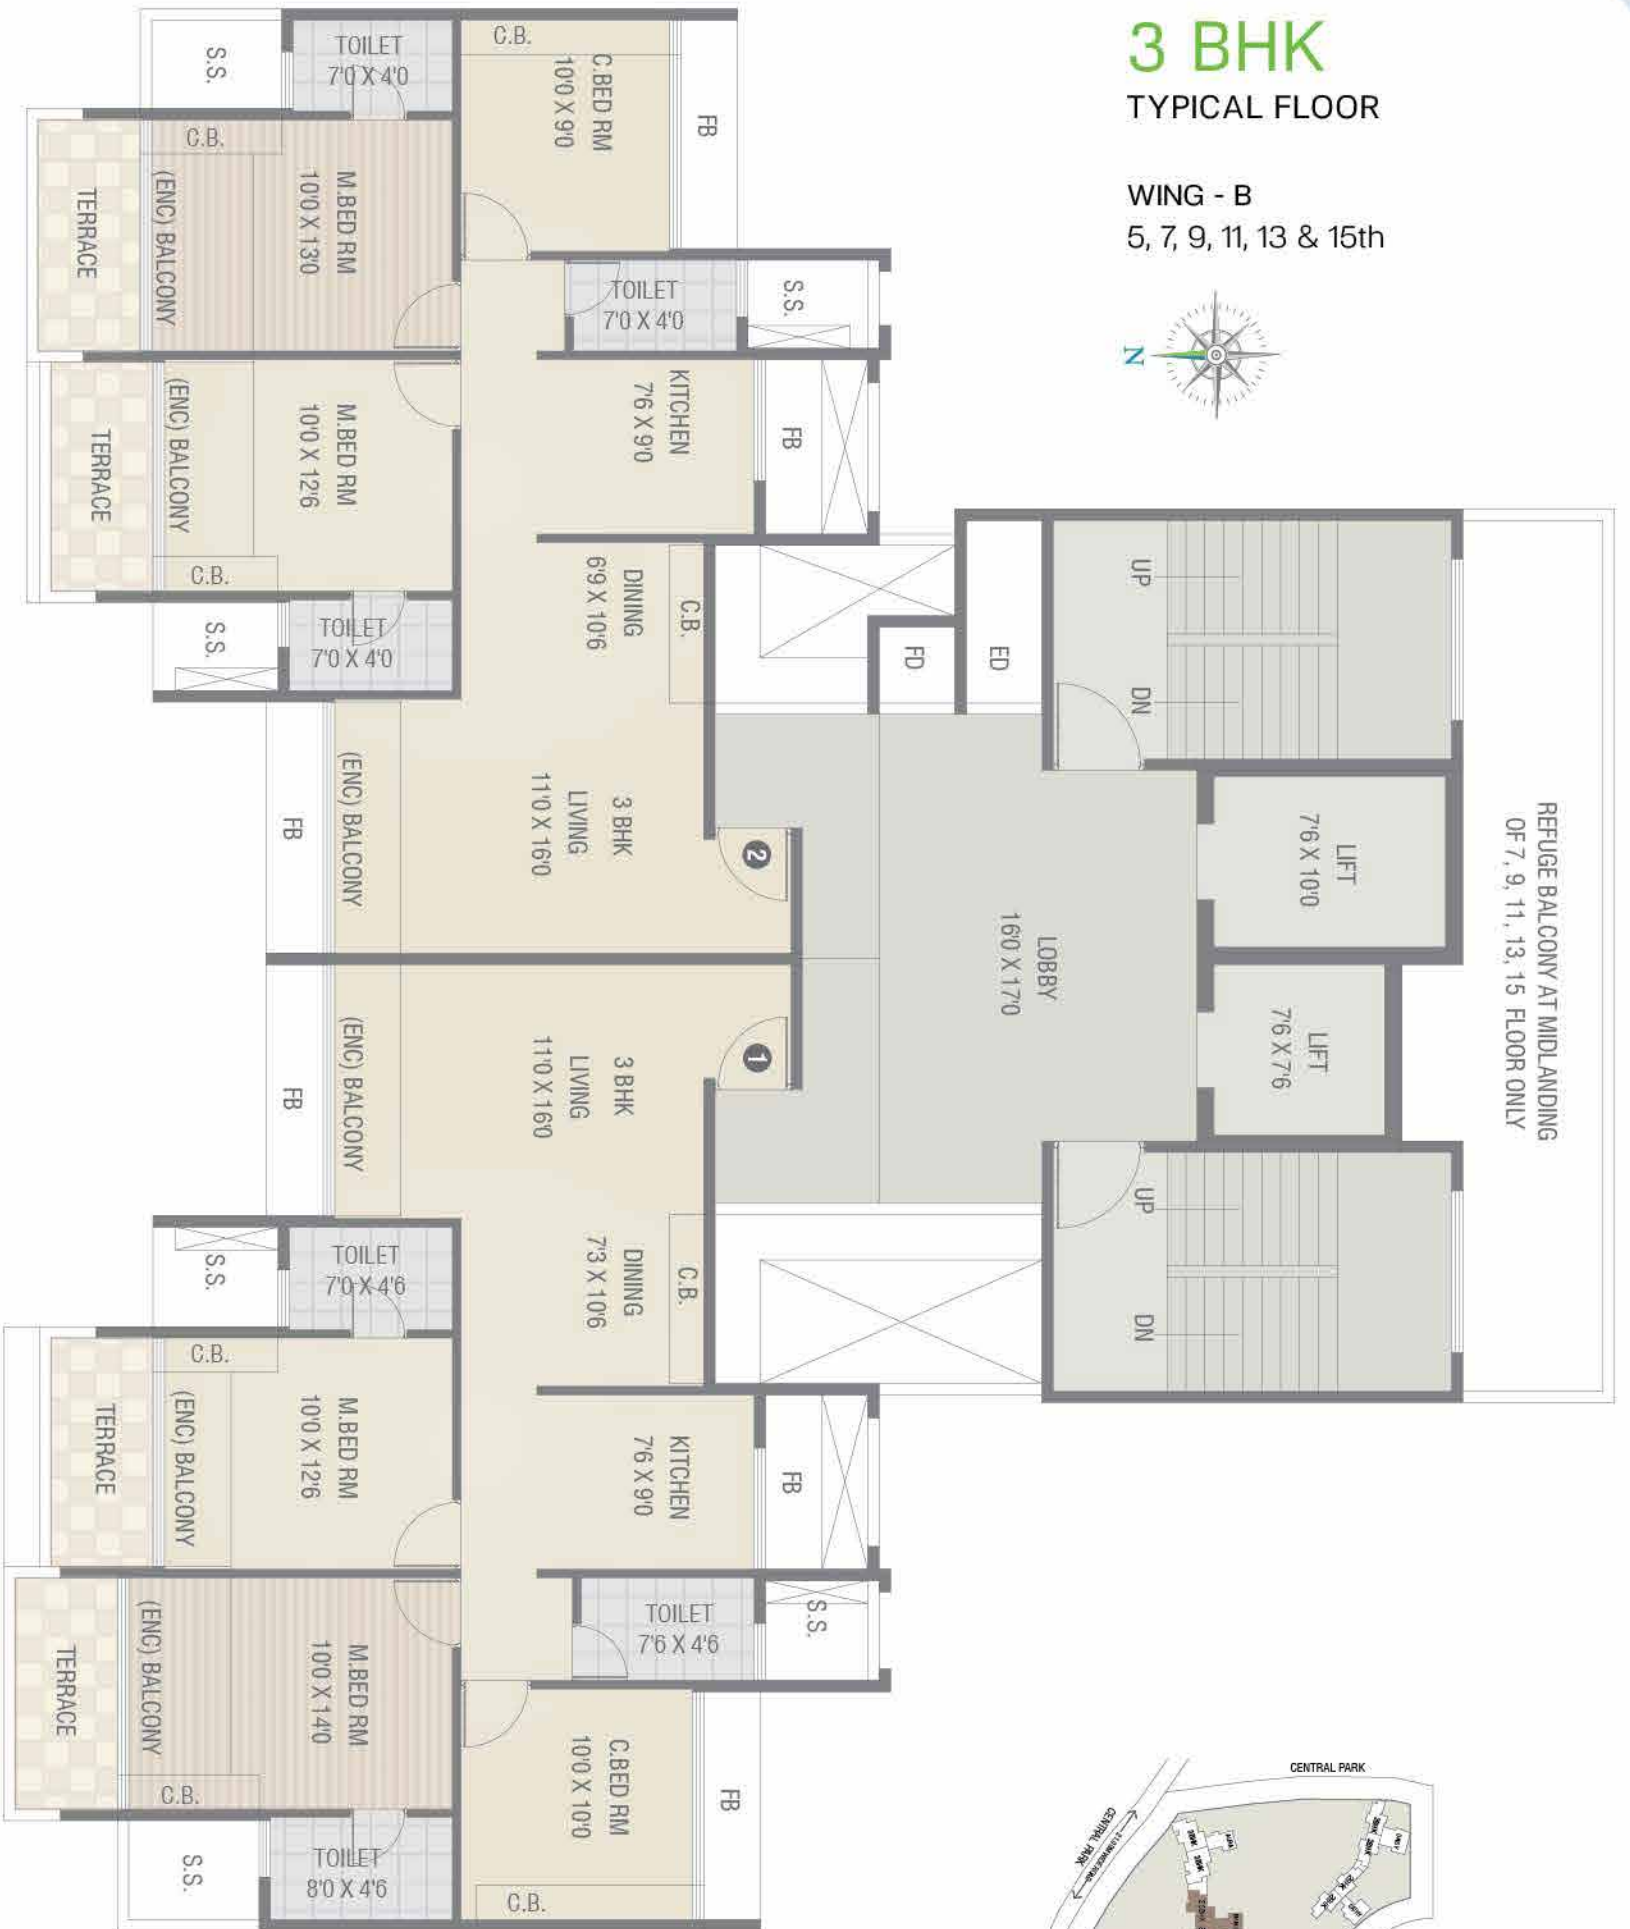 3 BHK
TYPICAL FLOOR
WING - B
5, 7, 9, 11, 13 & 15th
N
S.S.
TOILET
7'0 X 4'0
C.B.
C.BED RM
10'0 X 9'0
FB
C.B.
M.BED RM
10'0 X 13'0
(ENC) BALCONY
TERRACE
TOILET
7'0 X 4'0
S.S.
KITCHEN
7'6 X 9'0
FB
M.BED RM
10'0 X 12'6
(ENC) BALCONY
TERRACE
C.B.
S.S.
TOILET
7'0 X 4'0
DINING
6'9 X 10'6
C.B.
FD
ED
UP
DN
3 BHK
LIVING
11'0 X 16'0
(ENC) BALCONY
FB
2
LIFT
7'6 X 10'0
REFUGE BALCONY AT MIDLANDING
OF 7, 9, 11, 13, 15 FLOOR ONLY
LOBBY
16'0 X 17'0
LIFT
7'6 X 7'6
1
3 BHK
LIVING
11'0 X 16'0
(ENC) BALCONY
FB
UP
DN
DINING
7'3 X 10'6
C.B.
S.S.
TOILET
7'0 X 4'6
C.B.
M.BED RM
10'0 X 12'6
(ENC) BALCONY
TERRACE
KITCHEN
7'6 X 9'0
FB
TOILET
7'6 X 4'6
S.S.
M.BED RM
10'0 X 14'0
(ENC) BALCONY
TERRACE
C.B.
C.BED RM
10'0 X 10'0
FB
S.S.
TOILET
8'0 X 4'6
C.B.
CENTRAL PARK
CENTRAL PARK